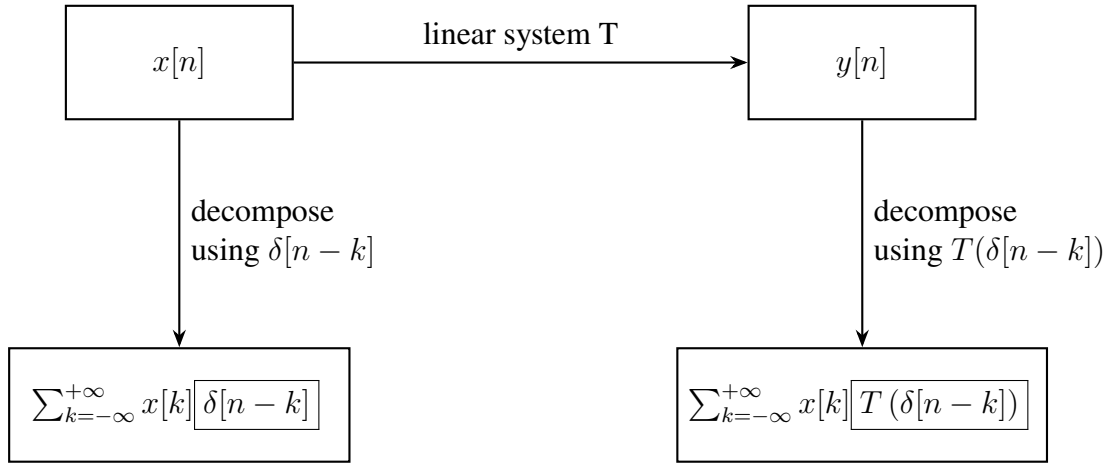 linear system T
x[n]
y[n]
decompose
using δ[n − k]
decompose
using T(δ[n − k])
∑_{k=−∞}^{+∞} x[k] δ[n − k]
∑_{k=−∞}^{+∞} x[k] T (δ[n − k])